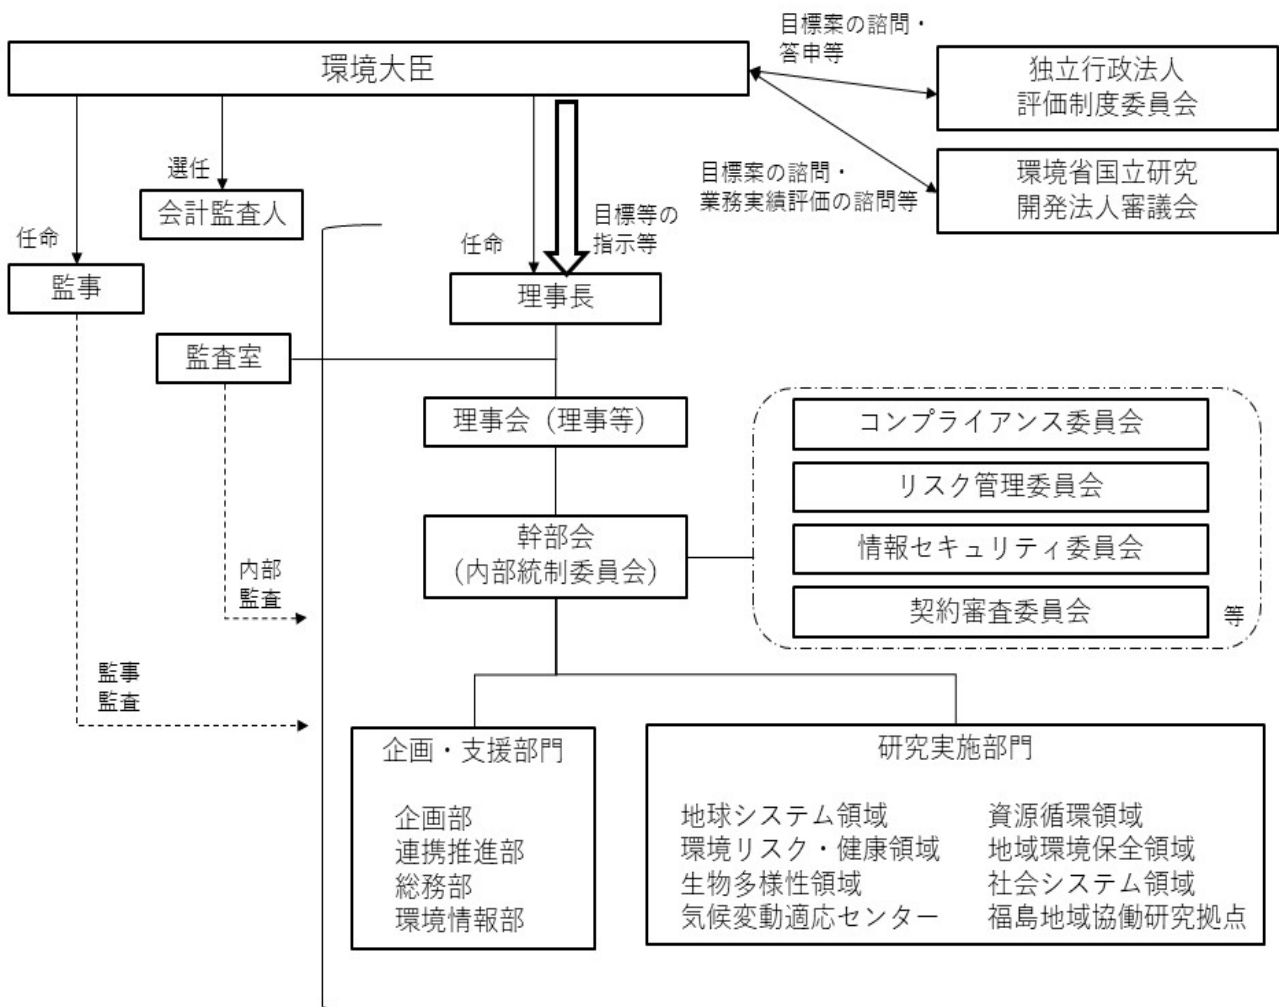 目標案の諮問・
答申等
環境大臣
独立行政法人
評価制度委員会
選任
目標案の諮問・
業務実績評価の諮問等
環境省国立研究
開発法人審議会
会計監査人
任命
任命
目標等の
指示等
監事
理事長
監査室
理事会（理事等）
コンプライアンス委員会
リスク管理委員会
幹部会
（内部統制委員会）
情報セキュリティ委員会
契約審査委員会
等
内部
監査
監事
監査
企画・支援部門
企画部
連携推進部
総務部
環境情報部
研究実施部門
地球システム領域 資源循環領域
環境リスク・健康領域 地域環境保全領域
生物多様性領域 社会システム領域
気候変動適応センター 福島地域協働研究拠点